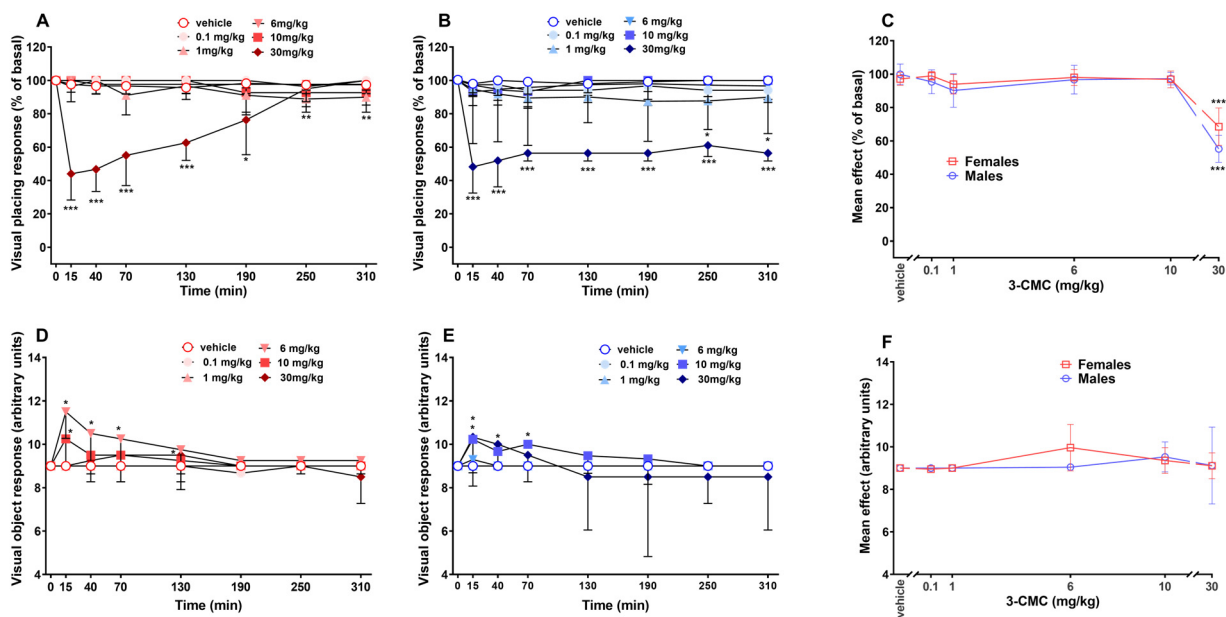 A
vehicle
0.1 mg/kg
1mg/kg
6mg/kg
10mg/kg
30mg/kg
Visual placing response (% of basal)
120
100
80
60
40
20
0
*** *** *** *** * ** **
0 15 40 70 130 190 250 310
Time (min)
B
vehicle
0.1 mg/kg
1 mg/kg
6 mg/kg
10 mg/kg
30mg/kg
Visual placing response (% of basal)
120
100
80
60
40
20
0
*** *** *** *** *** *** ***
* *
0 15 40 70 130 190 250 310
Time (min)
C
Mean effect (% of basal)
120
100
80
60
40
20
0
Females
Males
***
***
vehicle 0.1 1 6 10 30
3-CMC (mg/kg)
D
vehicle
0.1 mg/kg
1 mg/kg
6 mg/kg
10 mg/kg
30mg/kg
Visual object response (arbitrary units)
14
12
10
8
6
4
* * * * *
0 15 40 70 130 190 250 310
Time (min)
E
vehicle
0.1 mg/kg
1 mg/kg
6 mg/kg
10 mg/kg
30mg/kg
Visual object response (arbitrary units)
14
12
10
8
6
4
* * * *
0 15 40 70 130 190 250 310
Time (min)
F
Mean effect (arbitrary units)
14
12
10
8
6
4
Females
Males
vehicle 0.1 1 6 10 30
3-CMC (mg/kg)